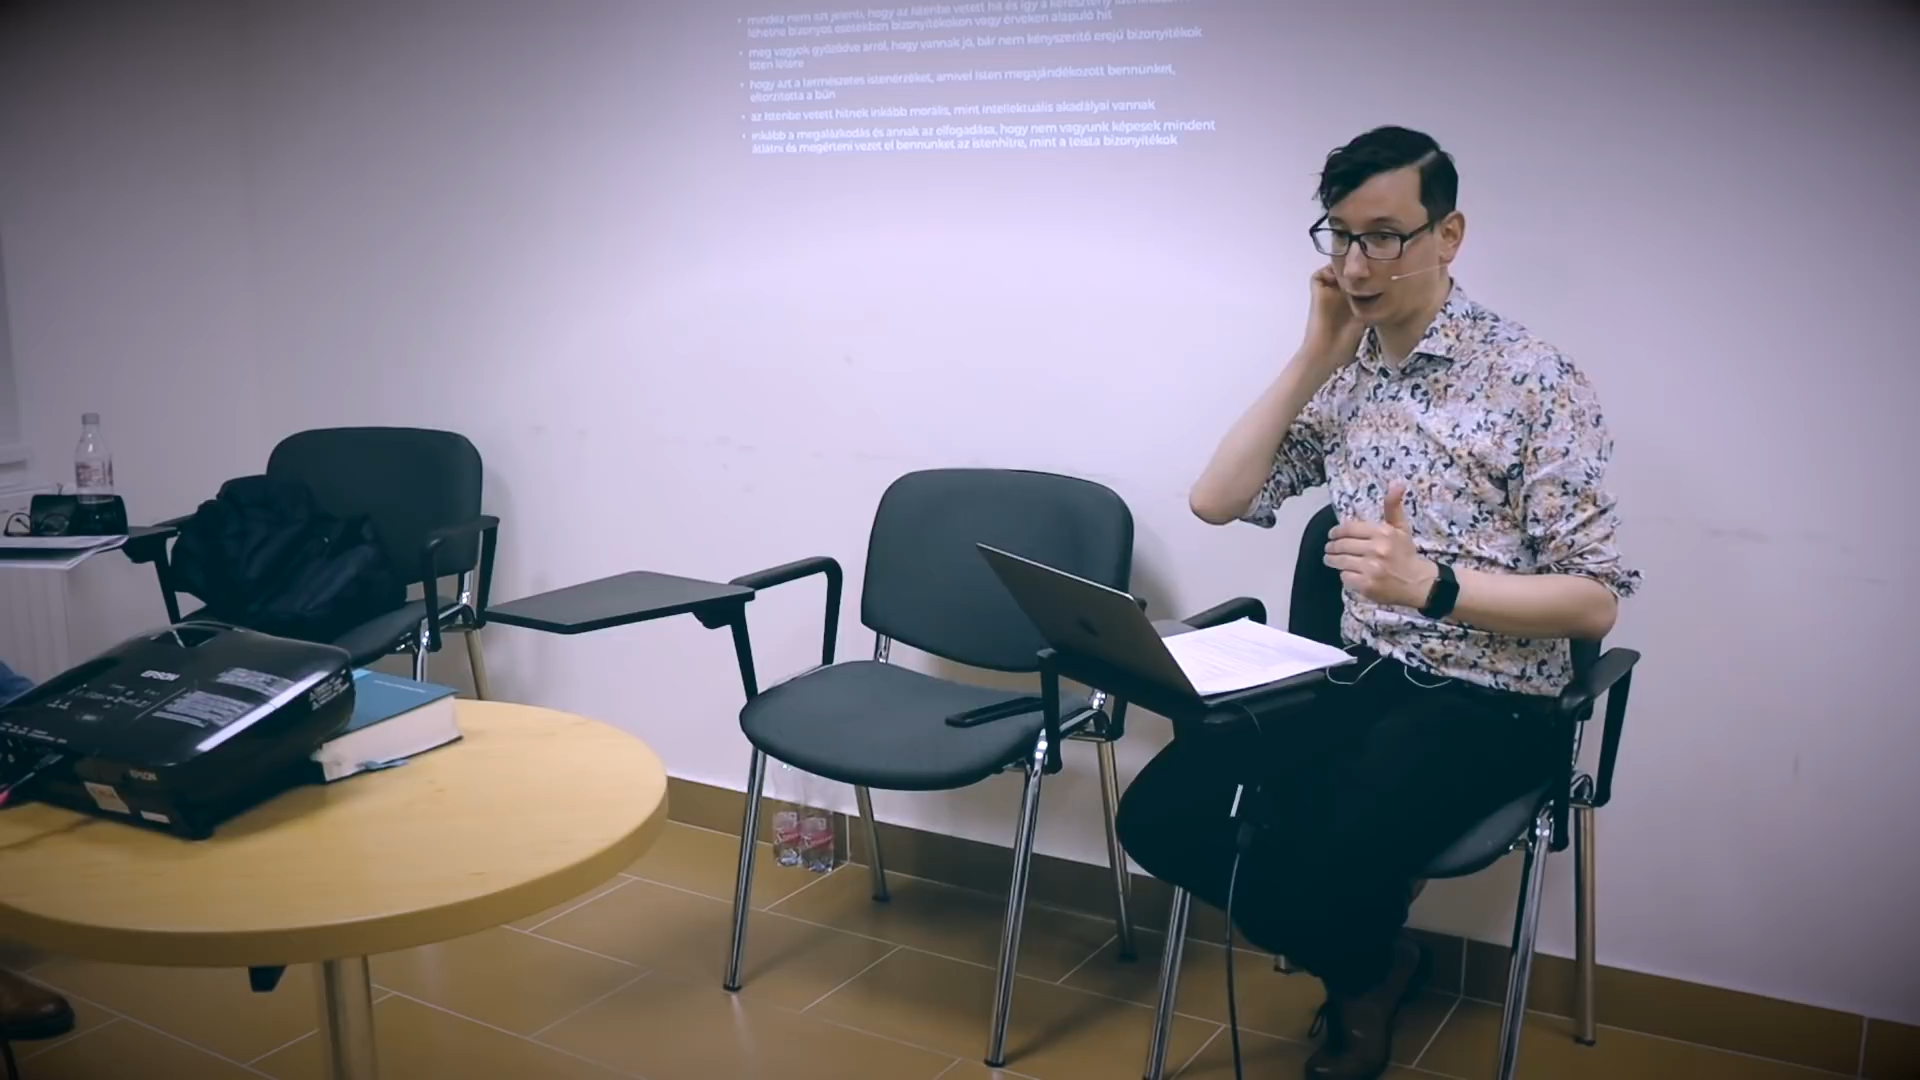 • mindez nem azt jelenti, hogy az Istenbe vetett hit és így a keresztény
lehetne bizonyos esetekben bizonyítékokon vagy érveken alapuló hit
• meg vagyok győződve arról, hogy vannak jó, bár nem kényszerítő erejű bizonyítékok
Isten létére
• hogy azt a természetes istenérzéket, amivel Isten megajándékozott bennünket,
eltorzította a bűn
• az Istenbe vetett hitnek inkább morális, mint intellektuális akadályai vannak
• inkább a megalázkodás és annak az elfogadása, hogy nem vagyunk képesek mindent
átlátni és megérteni vezet el bennünket az istenhitre, mint a teista bizonyítékok
EPSON
EPSON